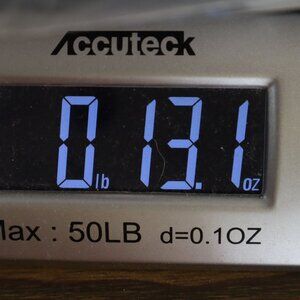 Accuteck
0 lb 13.1 oz
Max : 50LB d=0.1OZ